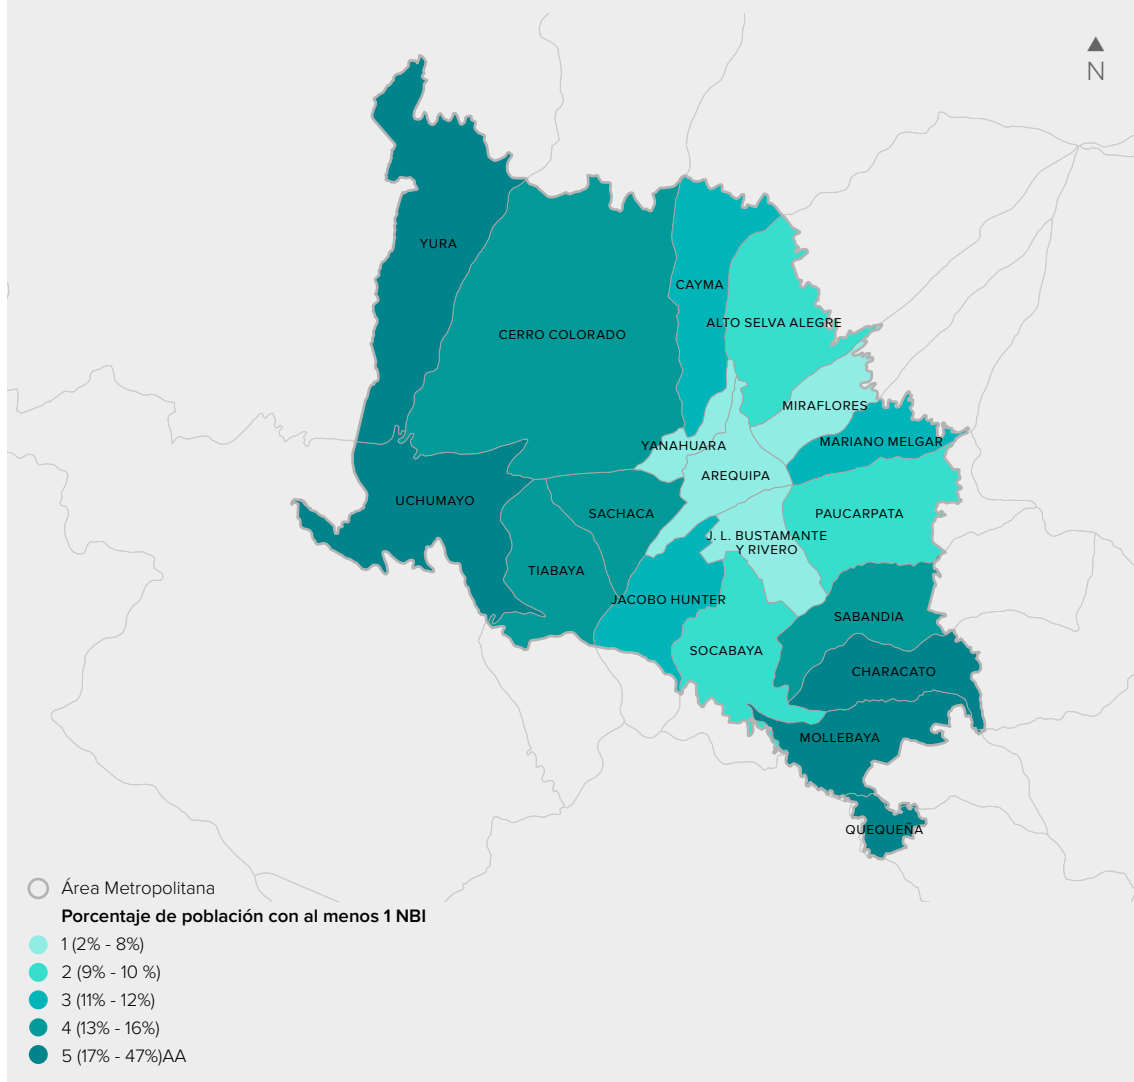 N
YURA
CAYMA
ALTO SELVA ALEGRE
CERRO COLORADO
MIRAFLORES
YANAHUARA
MARIANO MELGAR
AREQUIPA
UCHUMAYO
SACHACA
PAUCARPATA
J. L. BUSTAMANTE
Y RIVERO
TIABAYA
JACOBO HUNTER
SABANDIA
SOCABAYA
CHARACATO
MOLLEBAYA
QUEQUEÑA
Área Metropolitana
Porcentaje de población con al menos 1 NBI
1 (2% - 8%)
2 (9% - 10 %)
3 (11% - 12%)
4 (13% - 16%)
5 (17% - 47%)AA